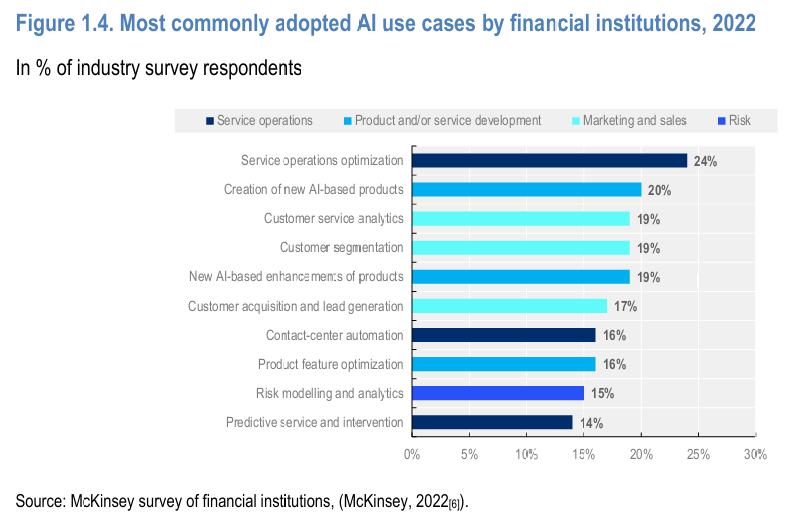 Figure 1.4. Most commonly adopted AI use cases by financial institutions, 2022
In % of industry survey respondents
Service operations Product and/or service development Marketing and sales Risk
Service operations optimization 24%
Creation of new AI-based products 20%
Customer service analytics 19%
Customer segmentation 19%
New AI-based enhancements of products 19%
Customer acquisition and lead generation 17%
Contact-center automation 16%
Product feature optimization 16%
Risk modelling and analytics 15%
Predictive service and intervention 14%
0% 5% 10% 15% 20% 25% 30%
Source: McKinsey survey of financial institutions, (McKinsey, 2022[6]).